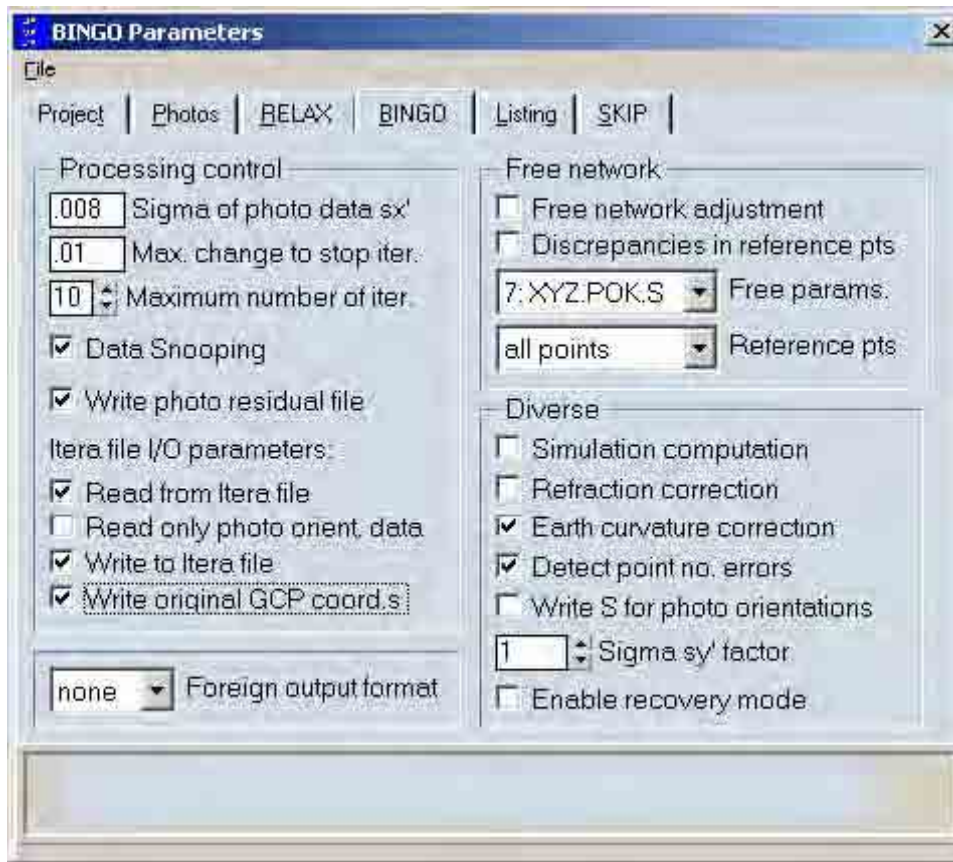 BINGO Parameters
File
Project Photos RELAX BINGO Listing SKIP
Processing control
.008 Sigma of photo data sx'
.01 Max. change to stop iter.
10 Maximum number of iter.
Data Snooping
Write photo residual file
Itera file I/O parameters:
Read from Itera file
Read only photo orient. data
Write to Itera file
Write original GCP coord.s
none Foreign output format
Free network
Free network adjustment
Discrepancies in reference pts
7: XYZ.POK.S Free params.
all points Reference pts
Diverse
Simulation computation
Refraction correction
Earth curvature correction
Detect point no. errors
Write S for photo orientations
1 Sigma sy' factor
Enable recovery mode